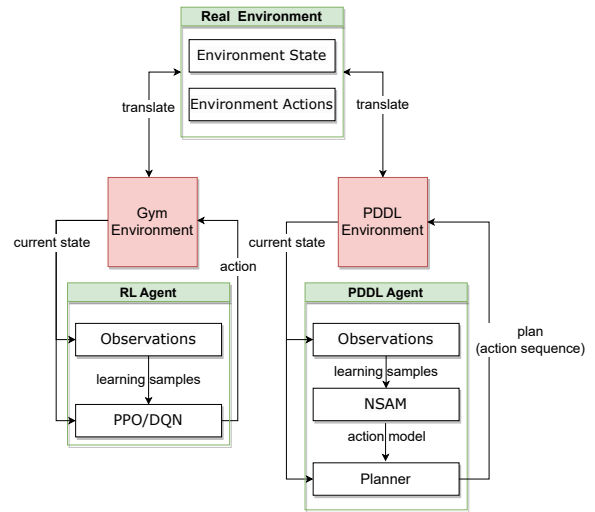 Real Environment
Environment State
Environment Actions
translate
translate
Gym
Environment
PDDL
Environment
current state
action
current state
plan
(action sequence)
RL Agent
Observations
learning samples
PPO/DQN
PDDL Agent
Observations
learning samples
NSAM
action model
Planner